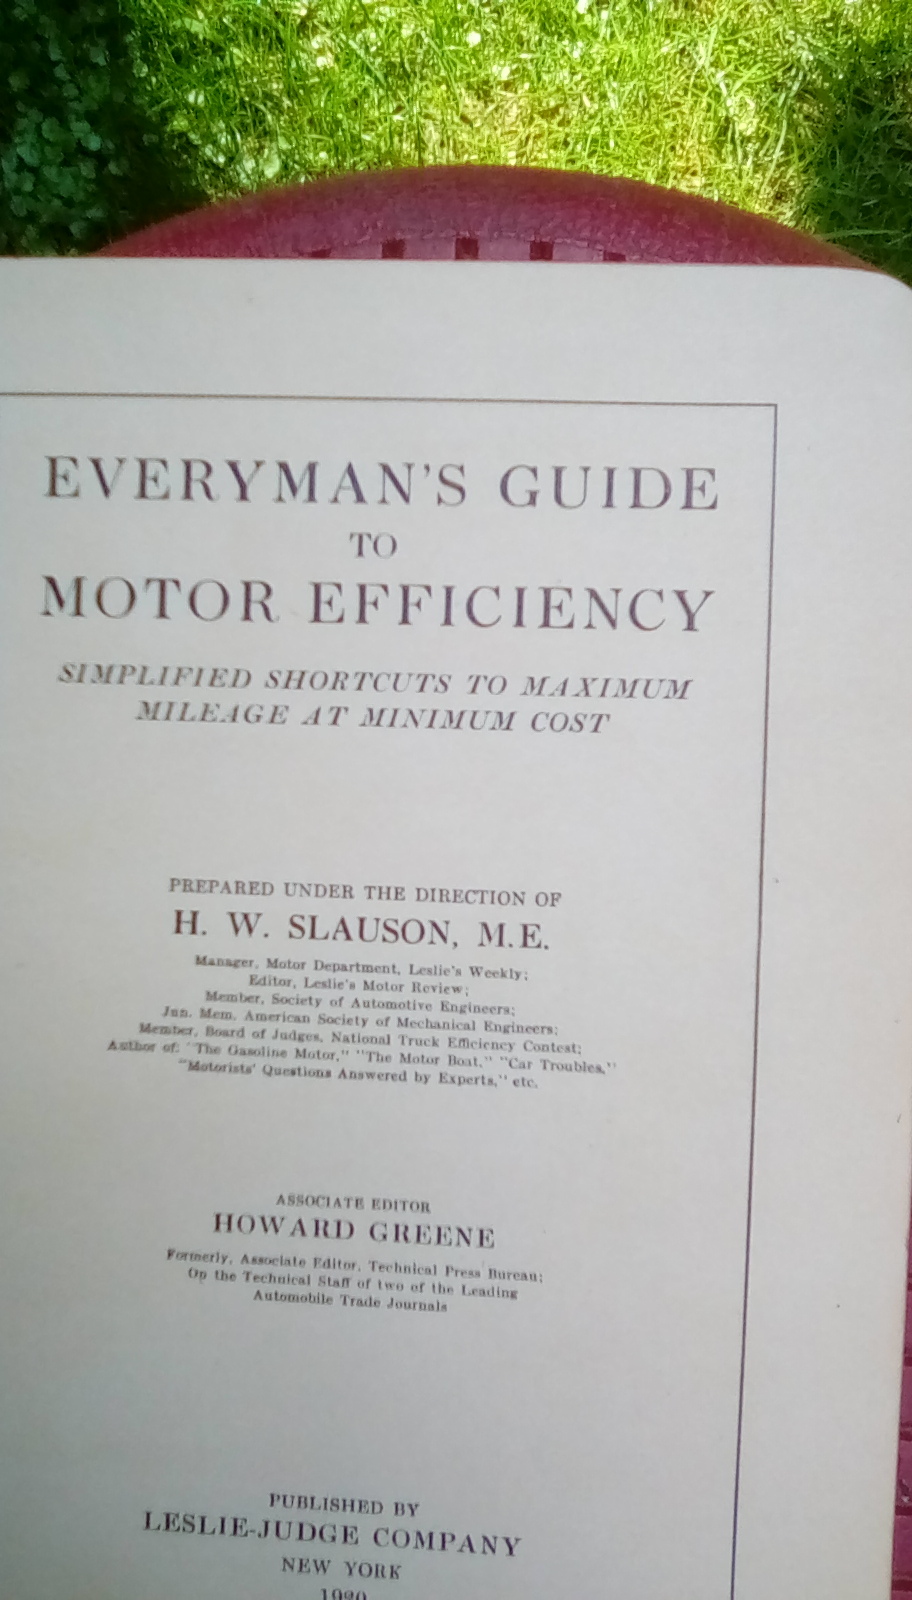 EVERYMAN'S GUIDE
TO
MOTOR EFFICIENCY
SIMPLIFIED SHORTCUTS TO MAXIMUM
MILEAGE AT MINIMUM COST
PREPARED UNDER THE DIRECTION OF
H. W. SLAUSON, M.E.
Manager, Motor Department, Leslie's Weekly;
Editor, Leslie's Motor Review;
Member, Society of Automotive Engineers;
Jun. Mem. American Society of Mechanical Engineers;
Member, Board of Judges, National Truck Efficiency Contest;
Author of: "The Gasoline Motor," "The Motor Boat," "Car Troubles,"
"Motorists' Questions Answered by Experts," etc.
ASSOCIATE EDITOR
HOWARD GREENE
Formerly, Associate Editor, Technical Press Bureau;
On the Technical Staff of two of the Leading
Automobile Trade Journals
PUBLISHED BY
LESLIE-JUDGE COMPANY
NEW YORK
1920